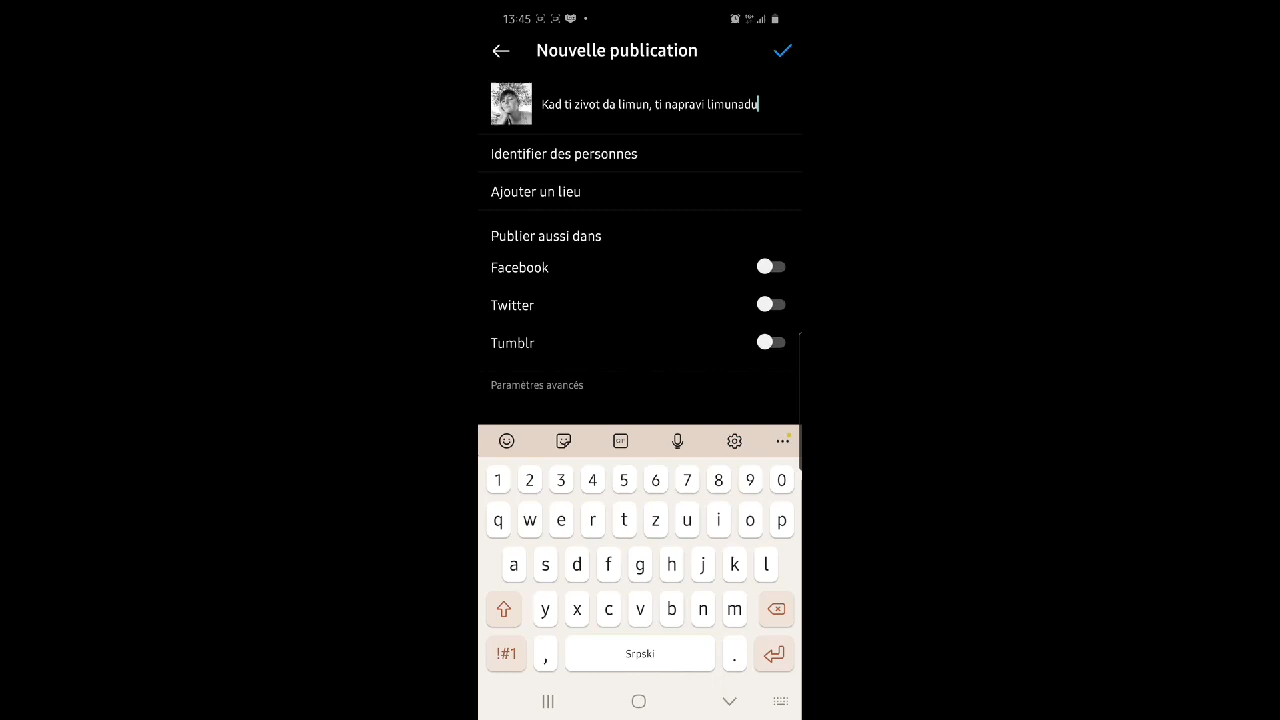 13:45
Nouvelle publication
Kad ti zivot da limun, ti napravi limunadu
Identifier des personnes
Ajouter un lieu
Publier aussi dans
Facebook
Twitter
Tumblr
Paramètres avancés
GIF
1 2 3 4 5 6 7 8 9 0
q w e r t z u i o p
a s d f g h j k l
y x c v b n m
!#1 , Srpski .